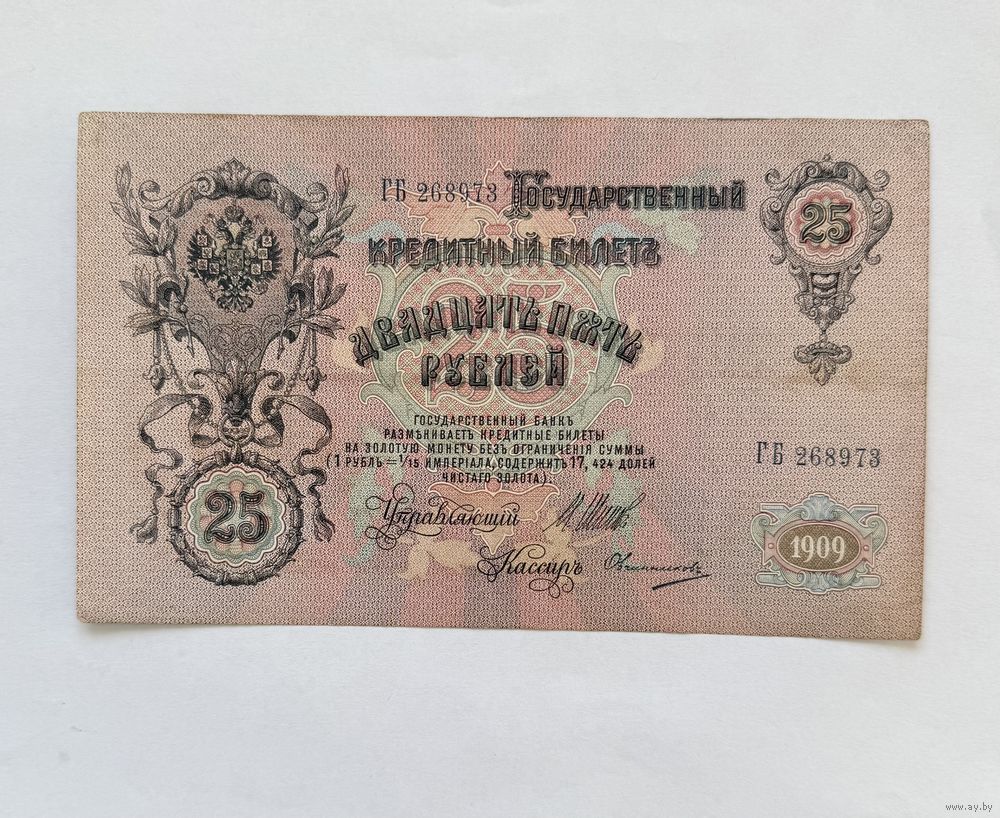 ГБ 268973 Государственный
кредитный билетъ
25
двадцать пять
рублей
25
Государственный банкъ
размѣниваетъ кредитные билеты
на золотую монету безъ ограниченія суммы
(1 рубль = 1/15 имперіала, содержитъ 17, 424 долей
чистаго золота).
ГБ 268973
25
Управляющій
Кассиръ
1909
www.ay.by